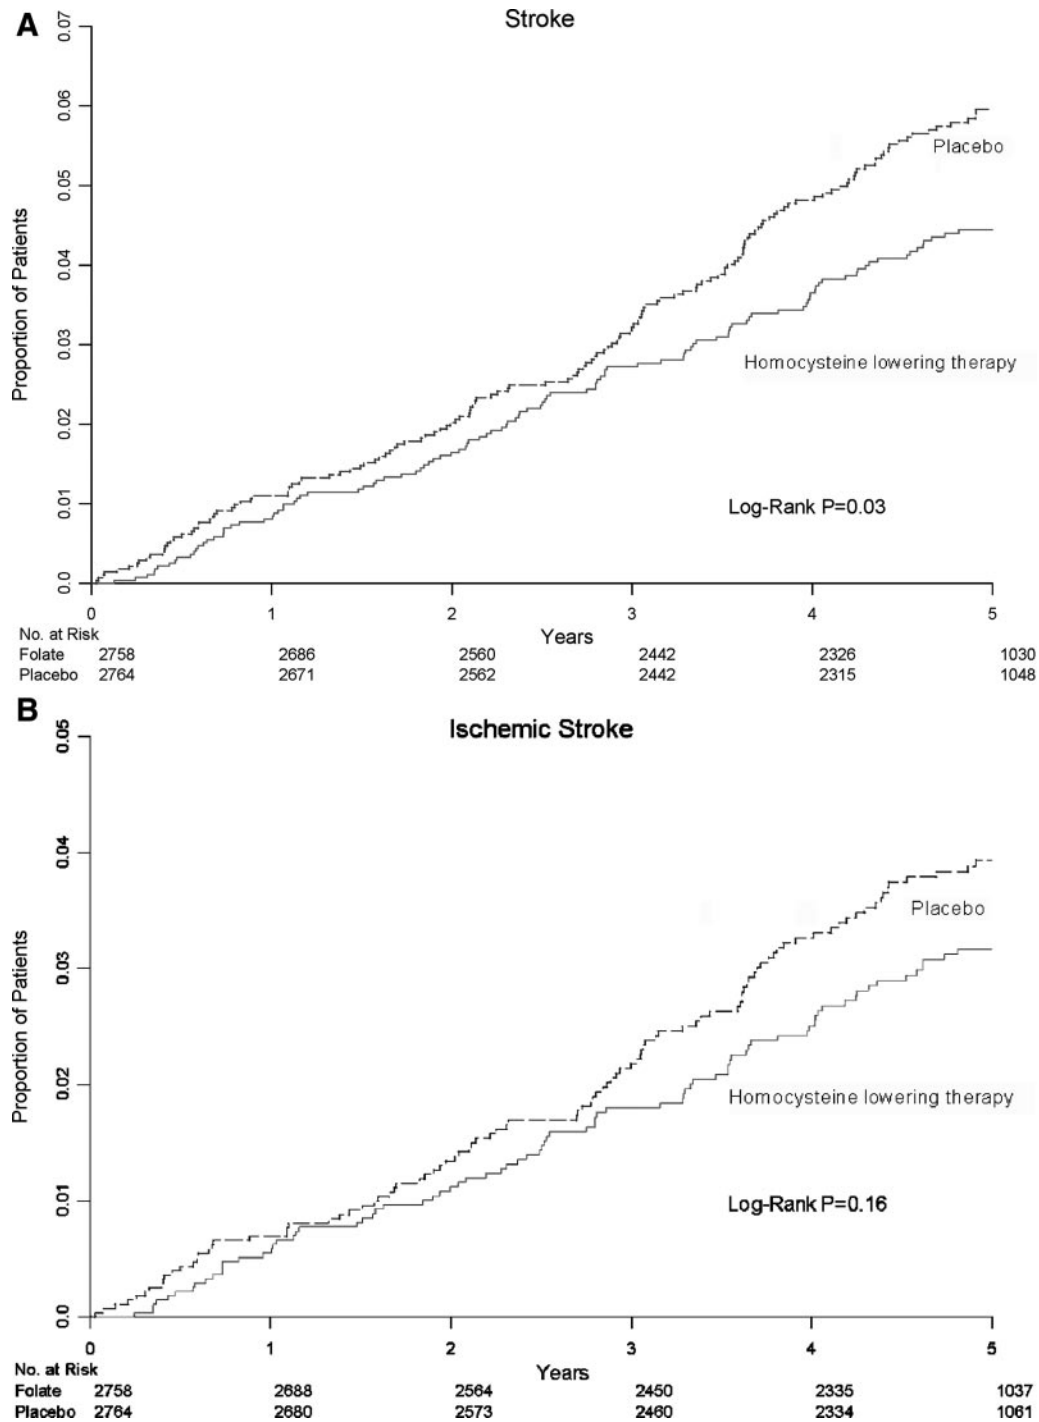 A
Stroke
0.07
0.06
0.05
0.04
0.03
0.02
0.01
0.0
Proportion of Patients
Placebo
Homocysteine lowering therapy
Log-Rank P=0.03
0 1 2 3 4 5
Years
No. at Risk
Folate 2758 2686 2560 2442 2326 1030
Placebo 2764 2671 2562 2442 2315 1048
B
Ischemic Stroke
0.05
0.04
0.03
0.02
0.01
0.0
Proportion of Patients
Placebo
Homocysteine lowering therapy
Log-Rank P=0.16
0 1 2 3 4 5
Years
No. at Risk
Folate 2758 2688 2564 2450 2335 1037
Placebo 2764 2680 2573 2460 2334 1061